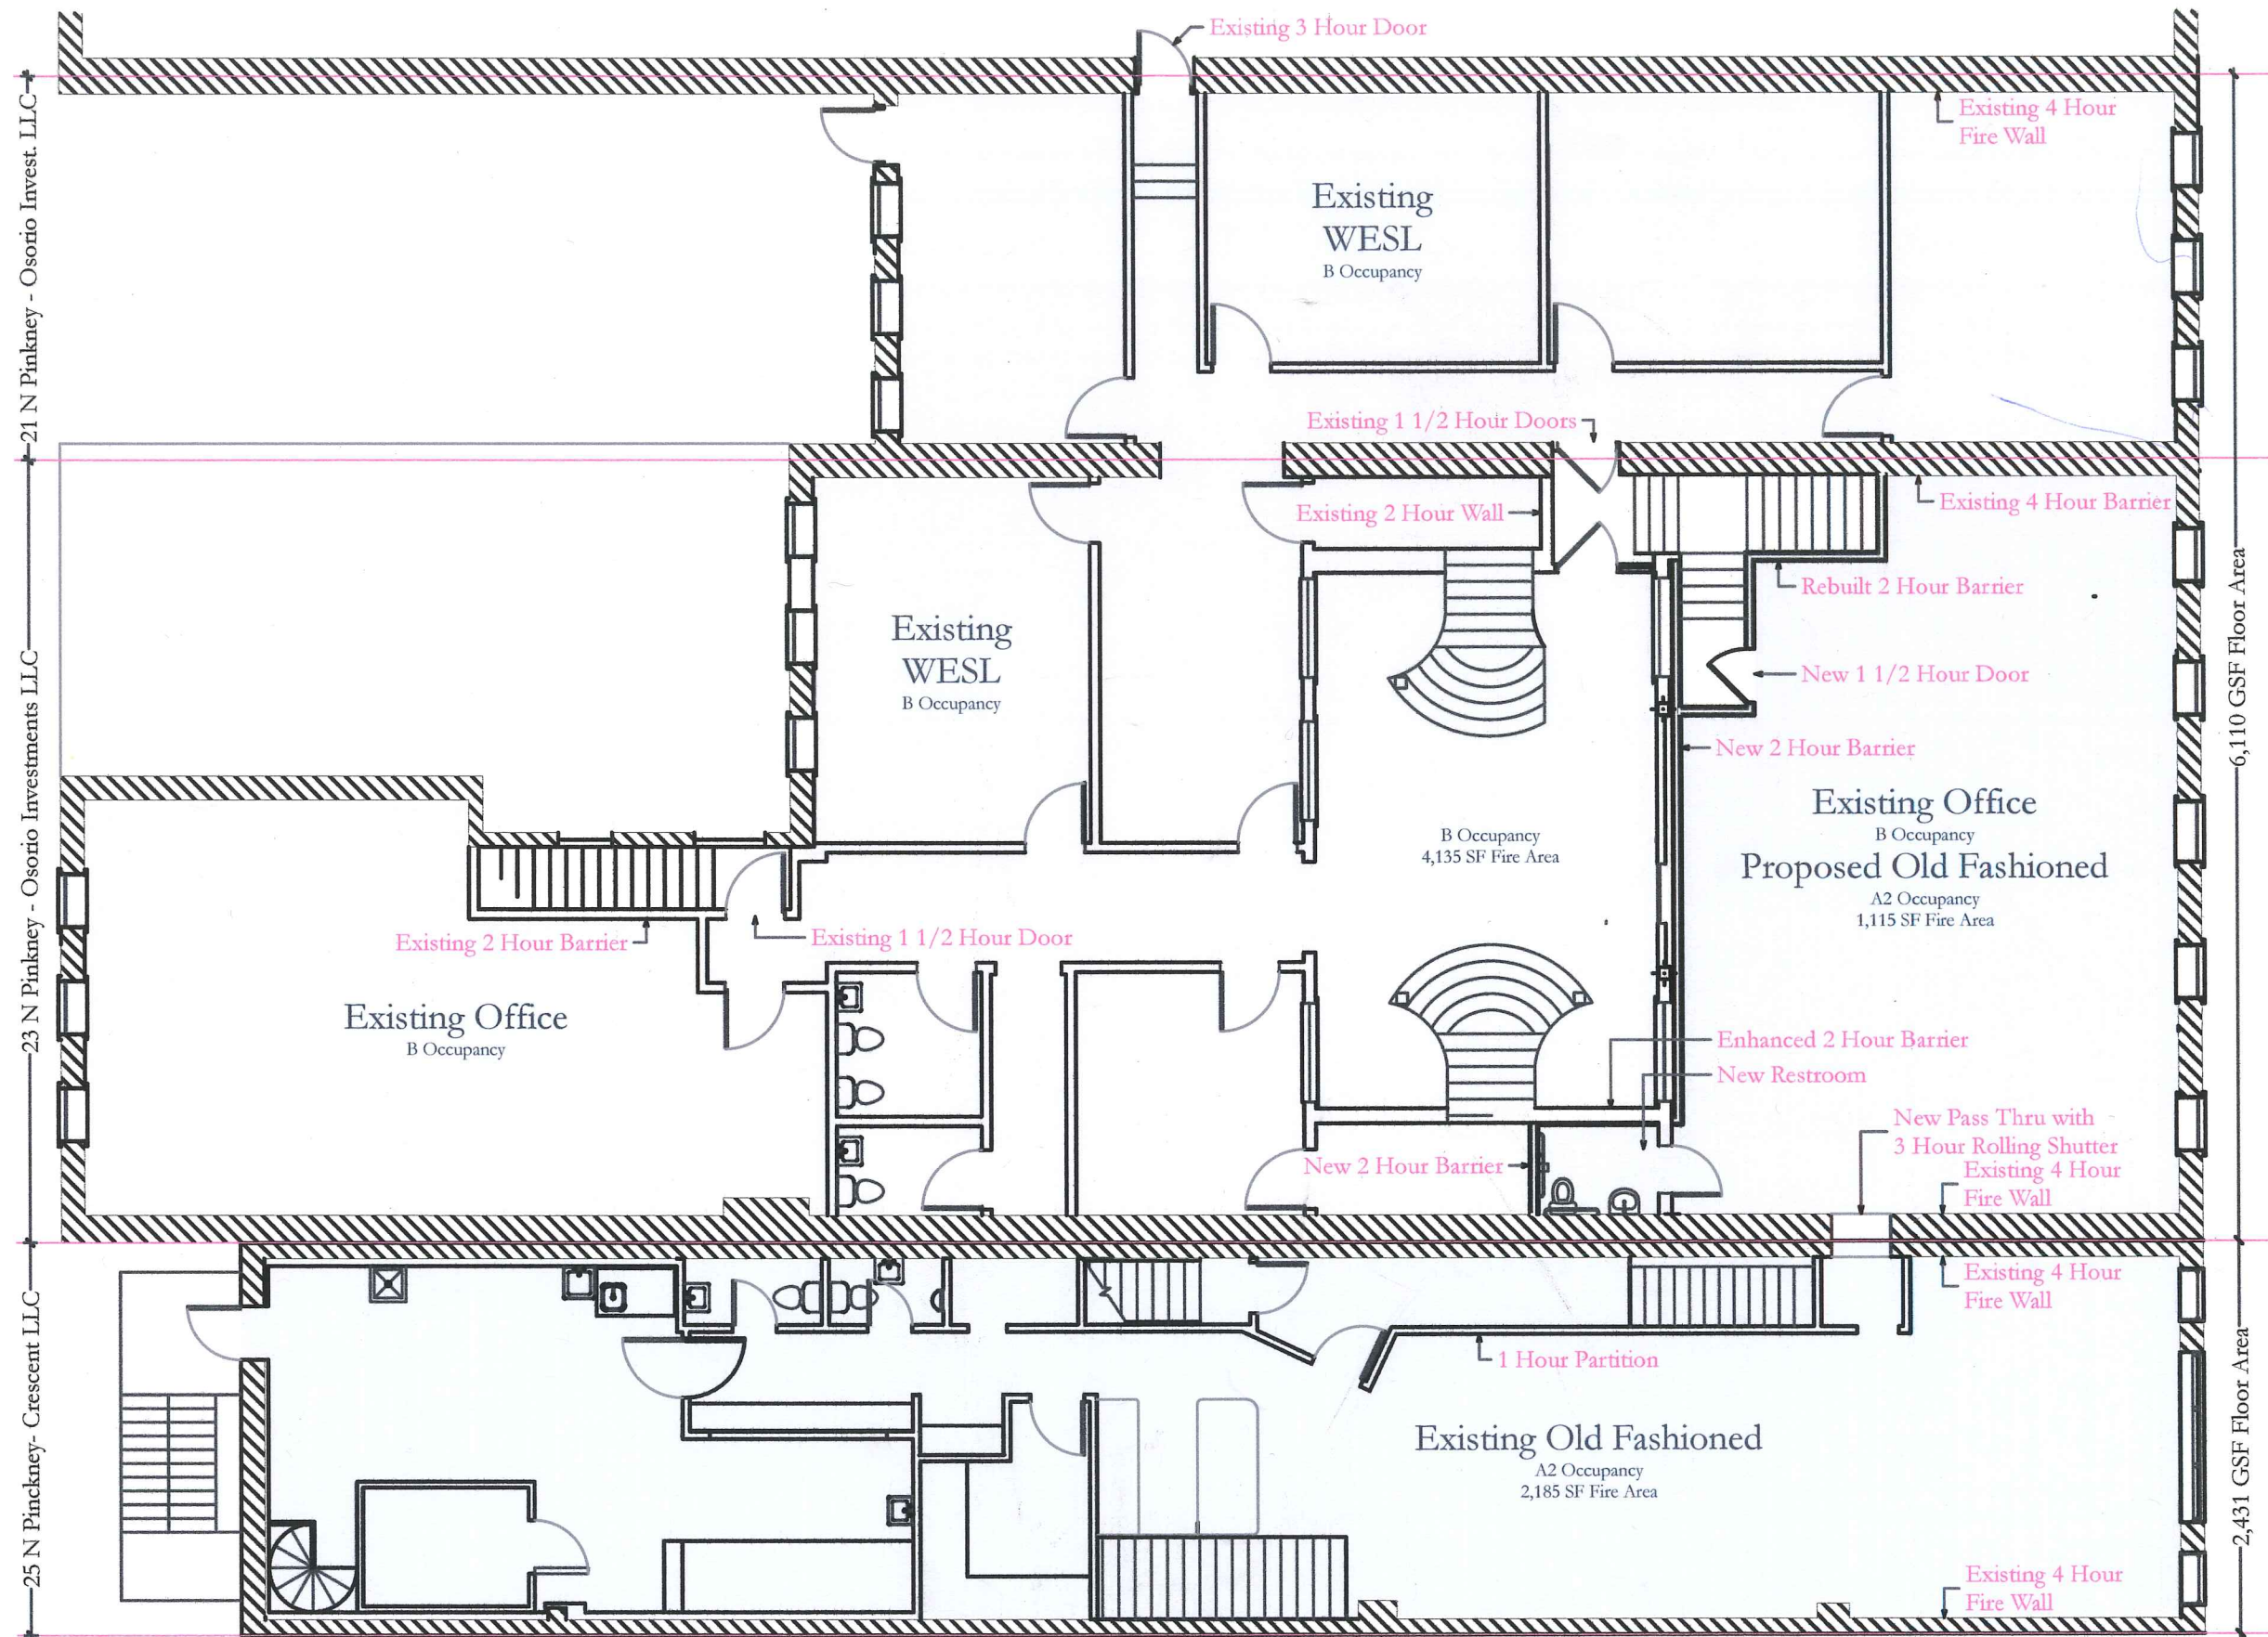 Existing 3 Hour Door
Existing 4 Hour
Fire Wall
21 N Pinkney - Osorio Invest. LLC
Existing
WESL
B Occupancy
Existing 1 1/2 Hour Doors
Existing 2 Hour Wall
Existing 4 Hour Barrier
Rebuilt 2 Hour Barrier
6,110 GSF Floor Area
23 N Pinkney - Osorio Investments LLC
Existing
WESL
B Occupancy
New 1 1/2 Hour Door
New 2 Hour Barrier
B Occupancy
4,135 SF Fire Area
Existing Office
B Occupancy
Proposed Old Fashioned
A2 Occupancy
1,115 SF Fire Area
Existing 2 Hour Barrier
Existing 1 1/2 Hour Door
Existing Office
B Occupancy
Enhanced 2 Hour Barrier
New Restroom
New Pass Thru with
3 Hour Rolling Shutter
New 2 Hour Barrier
Existing 4 Hour
Fire Wall
Existing 4 Hour
Fire Wall
25 N Pinckney- Crescent LLC
1 Hour Partition
Existing Old Fashioned
A2 Occupancy
2,185 SF Fire Area
2,431 GSF Floor Area
Existing 4 Hour
Fire Wall